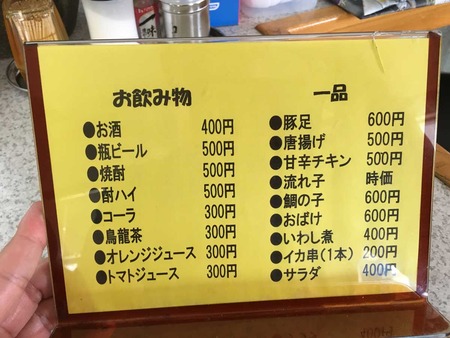 お飲み物
●お酒 400円
●瓶ビール 500円
●焼酎 500円
●酎ハイ 500円
●コーラ 300円
●烏龍茶 300円
●オレンジジュース 300円
●トマトジュース 300円
一品
●豚足 600円
●唐揚げ 500円
●甘辛チキン 500円
●流れ子 時価
●鯛の子 600円
●おばけ 600円
●いわし煮 400円
●イカ串(1本) 200円
●サラダ 400円